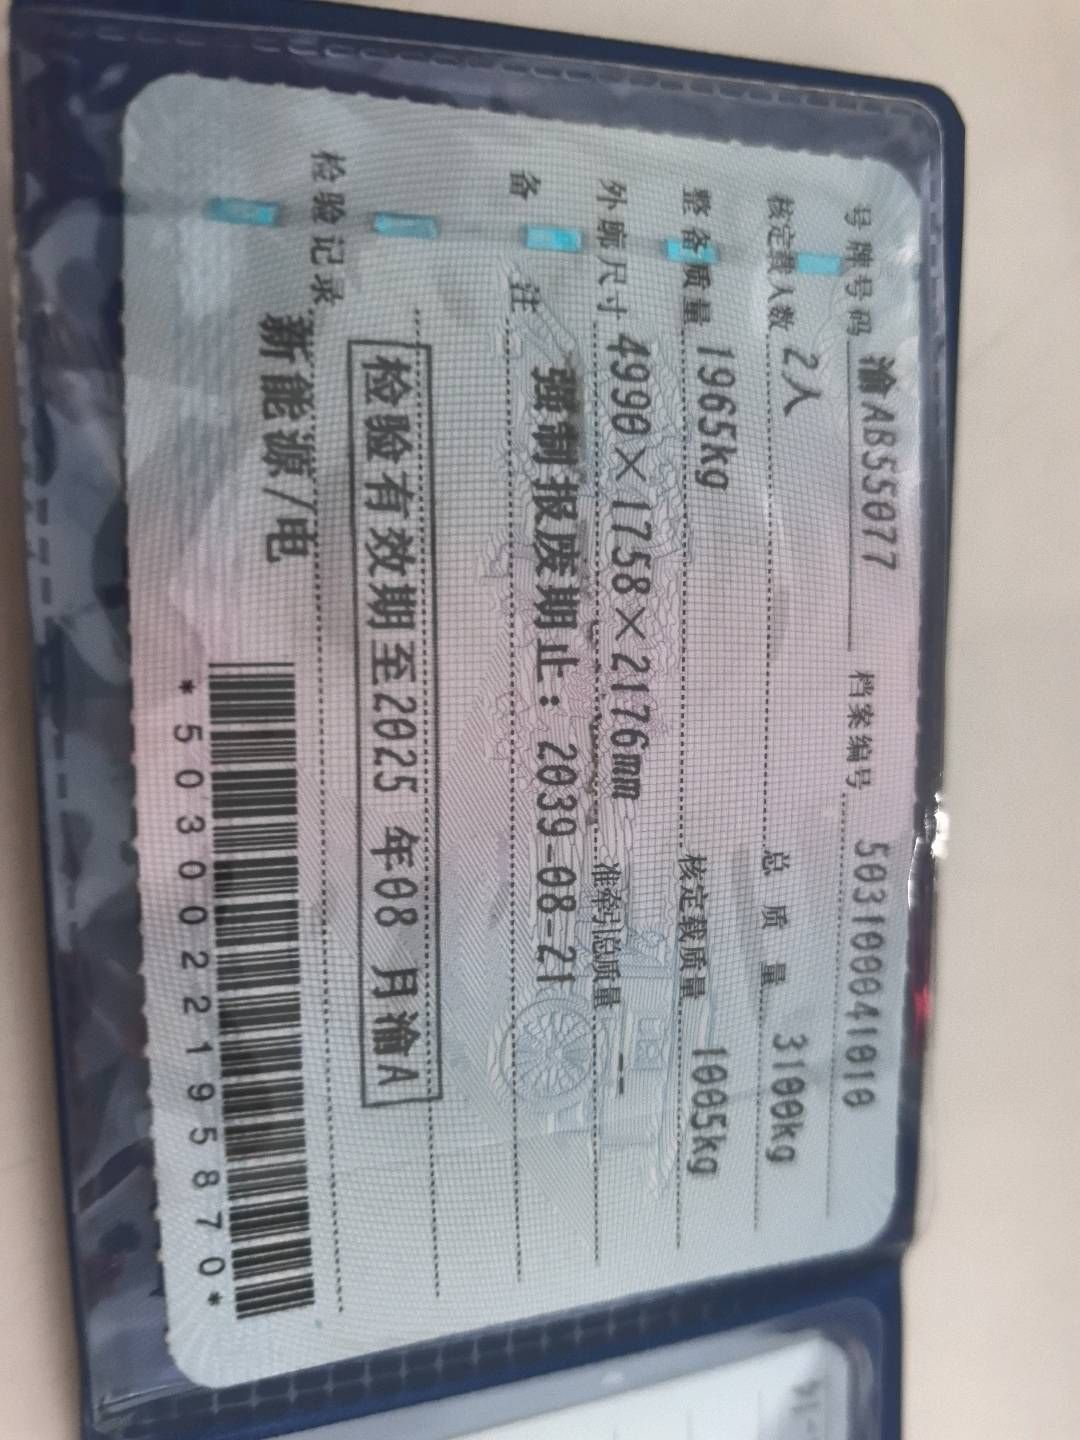 号牌号码 渝AB55077 档案编号 503100041010
核定载人数 2人 总质量 3100kg
整备质量 1965kg 核定载质量 1005kg
外廓尺寸 4990×1758×2176mm 准牵引总质量 --
备注 强制报废期止：2039-08-21
检验有效期至2025 年08 月渝A
检验记录
新能源/电
*5030022195870*